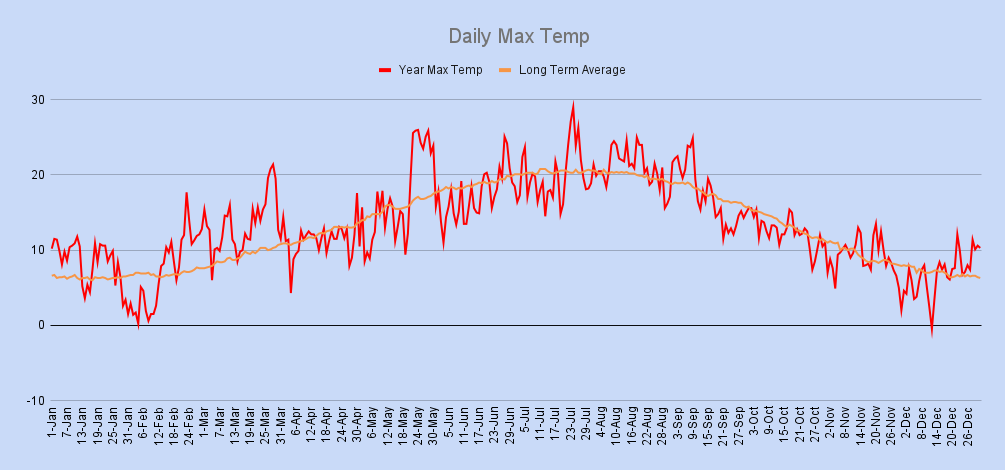 Daily Max Temp
Year Max Temp Long Term Average
30
20
10
0
-10
1-Jan 7-Jan 13-Jan 19-Jan 25-Jan 31-Jan 6-Feb 12-Feb 18-Feb 24-Feb 1-Mar 7-Mar 13-Mar 19-Mar 25-Mar 31-Mar 6-Apr 12-Apr 18-Apr 24-Apr 30-Apr 6-May 12-May 18-May 24-May 30-May 5-Jun 11-Jun 17-Jun 23-Jun 29-Jun 5-Jul 11-Jul 17-Jul 23-Jul 29-Jul 4-Aug 10-Aug 16-Aug 22-Aug 28-Aug 3-Sep 9-Sep 15-Sep 21-Sep 27-Sep 3-Oct 9-Oct 15-Oct 21-Oct 27-Oct 2-Nov 8-Nov 14-Nov 20-Nov 26-Nov 2-Dec 8-Dec 14-Dec 20-Dec 26-Dec